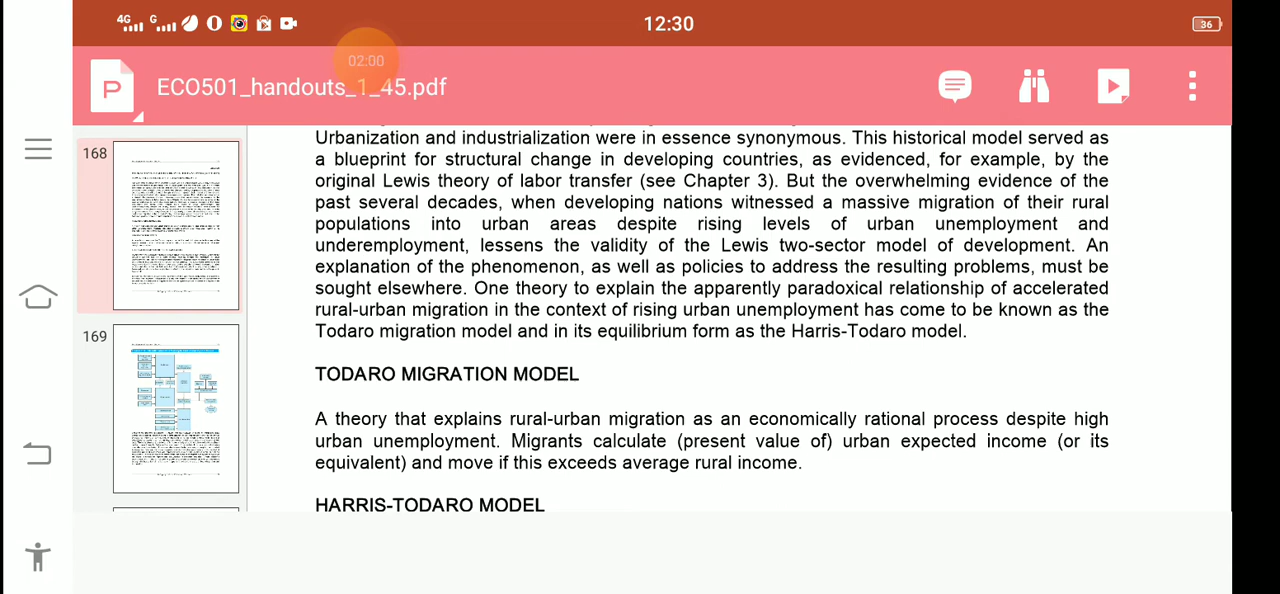 4G G 12:30 36
02:00
P ECO501_handouts_1_45.pdf
168
169
Urbanization and industrialization were in essence synonymous. This historical model served as
a blueprint for structural change in developing countries, as evidenced, for example, by the
original Lewis theory of labor transfer (see Chapter 3). But the overwhelming evidence of the
past several decades, when developing nations witnessed a massive migration of their rural
populations into urban areas despite rising levels of urban unemployment and
underemployment, lessens the validity of the Lewis two-sector model of development. An
explanation of the phenomenon, as well as policies to address the resulting problems, must be
sought elsewhere. One theory to explain the apparently paradoxical relationship of accelerated
rural-urban migration in the context of rising urban unemployment has come to be known as the
Todaro migration model and in its equilibrium form as the Harris-Todaro model.
TODARO MIGRATION MODEL
A theory that explains rural-urban migration as an economically rational process despite high
urban unemployment. Migrants calculate (present value of) urban expected income (or its
equivalent) and move if this exceeds average rural income.
HARRIS-TODARO MODEL